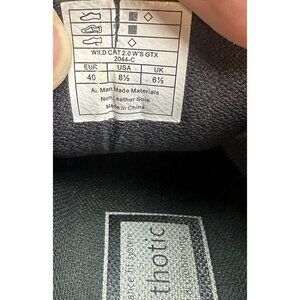 WILD CAT 2.0 W'S GTX
2044-C
EUR USA UK
40 8½ 6½
Man Made Materials
Non Leather Sole
Made in China
thotic